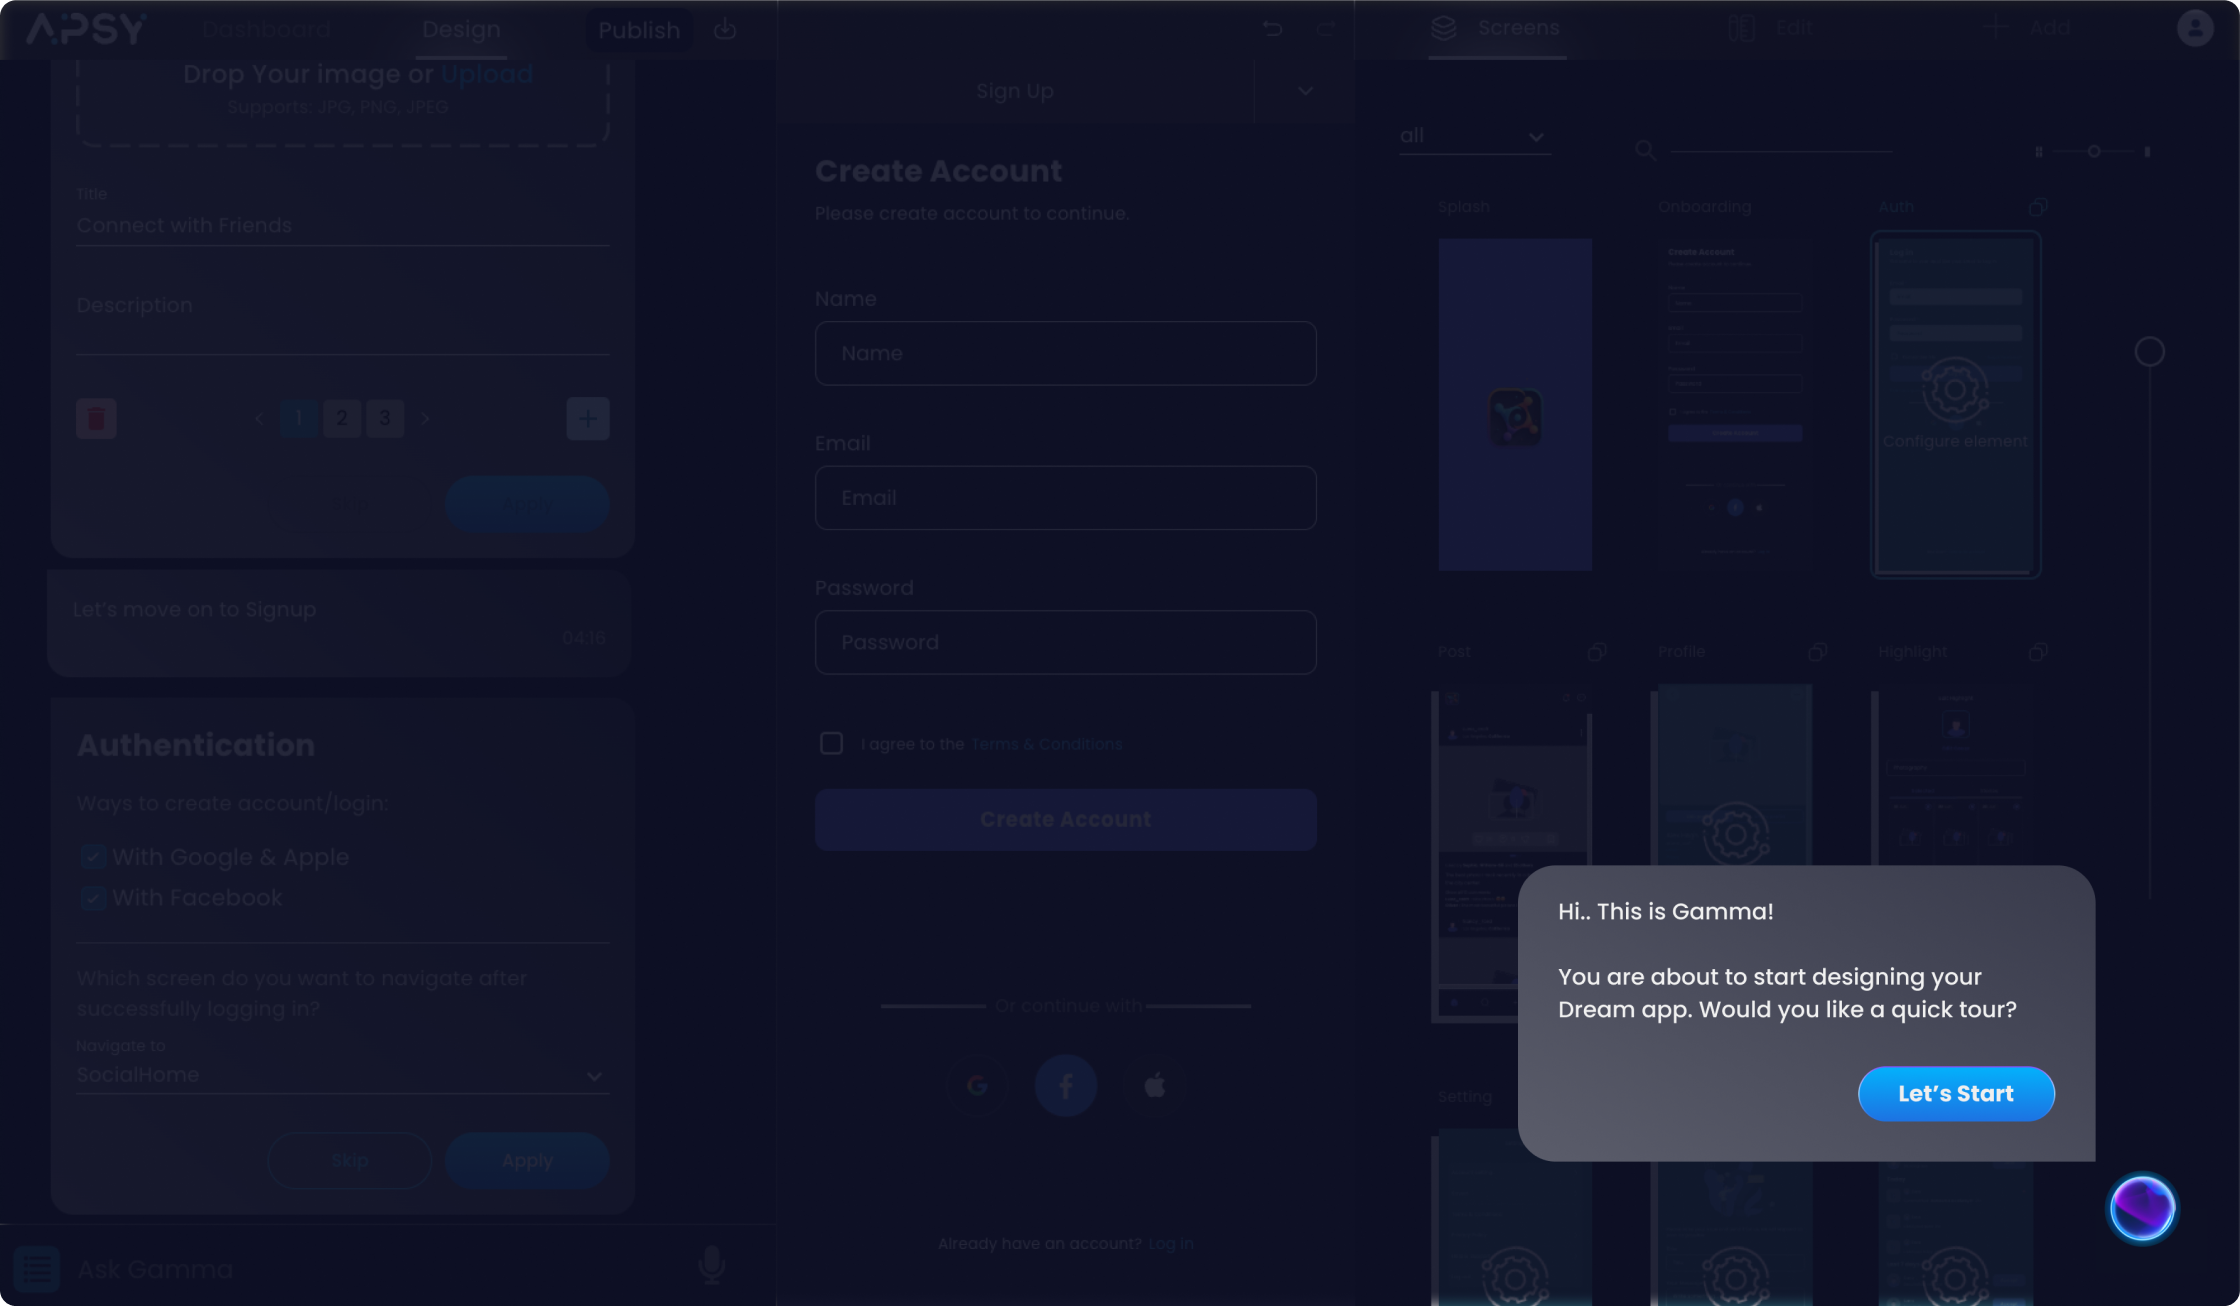 APSY
Dashboard
Design
Publish
Screens
Edit
Add
Drop Your image or Upload
Supports: JPG, PNG, JPEG
Title
Connect with Friends
Description
1
2
3
Skip
Apply
Let's move on to Signup
04:16
Authentication
Ways to create account/login:
With Google & Apple
With Facebook
Which screen do you want to navigate after
successfully logging in?
Navigate to
SocialHome
Skip
Apply
Ask Gamma
Sign Up
Create Account
Please create account to continue.
Name
Name
Email
Email
Password
Password
I agree to the Terms & Conditions
Create Account
Or continue with
Already have an account? Log in
all
Splash
Onboarding
Auth
Create Account
Configure element
Post
Profile
Highlight
Setting
Hi.. This is Gamma!
You are about to start designing your
Dream app. Would you like a quick tour?
Let's Start